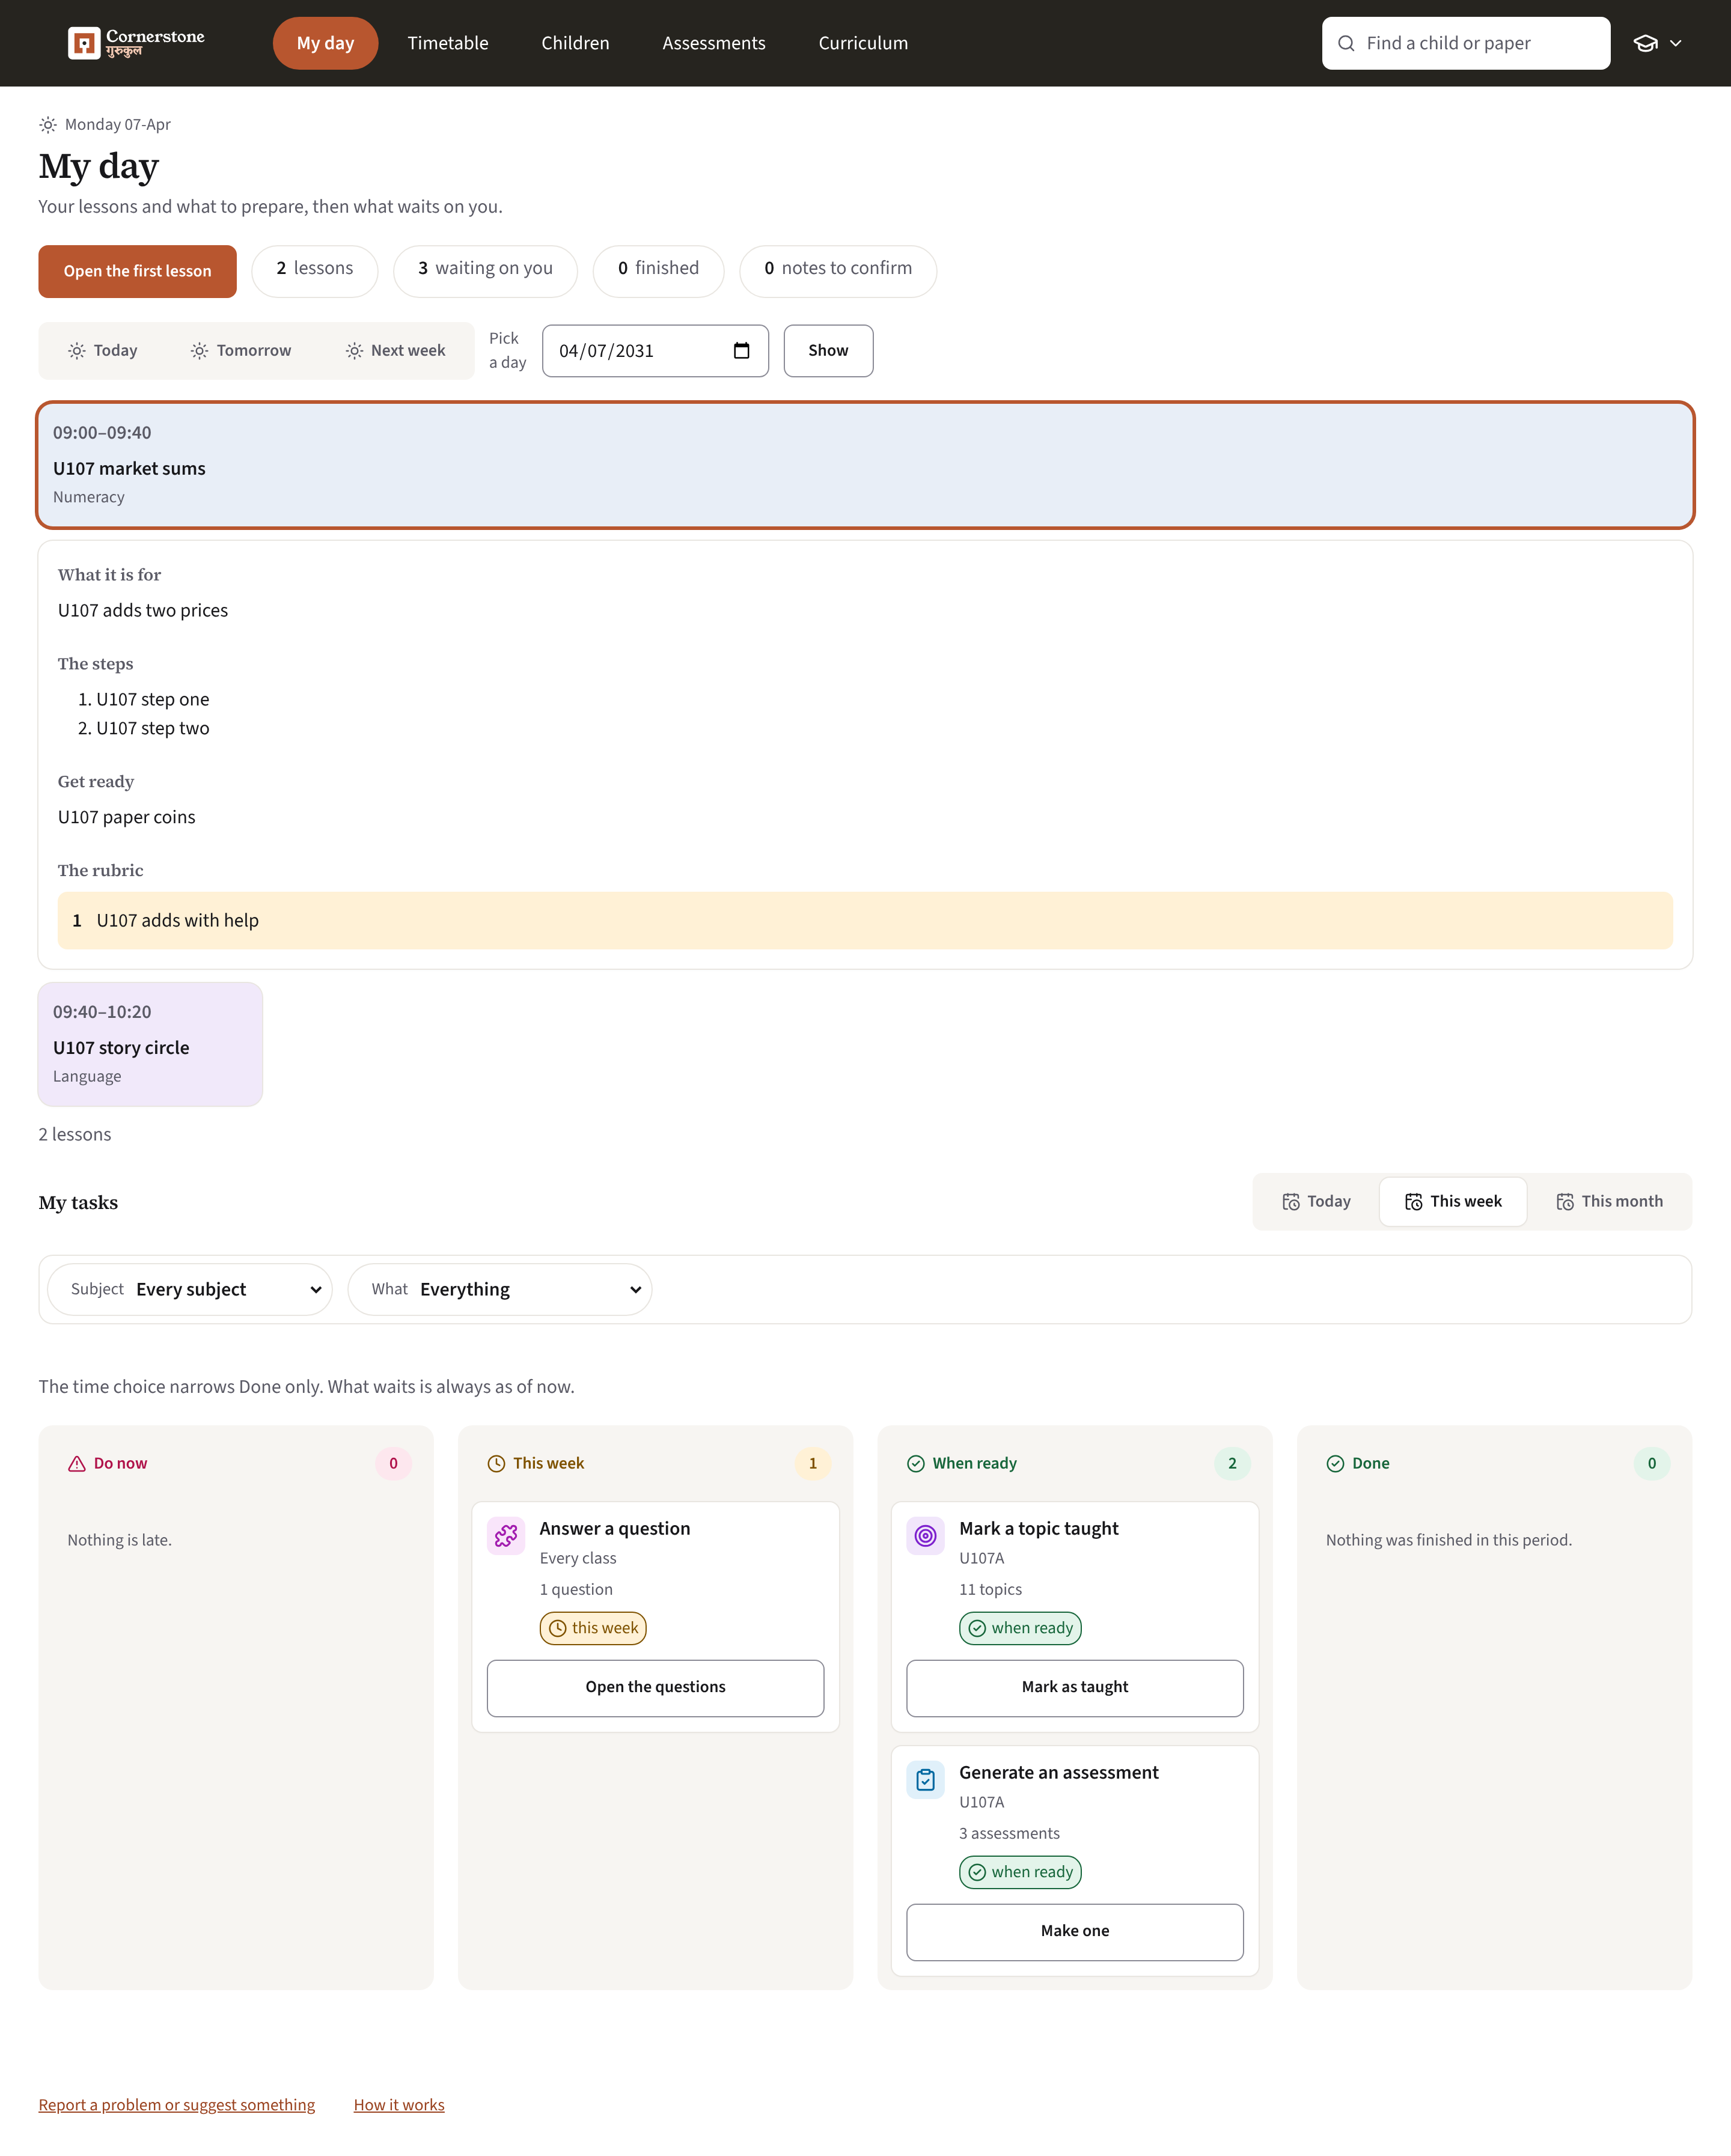 Cornerstone
गुरुकुल
My day
Timetable
Children
Assessments
Curriculum
Find a child or paper
Monday 07-Apr
My day
Your lessons and what to prepare, then what waits on you.
Open the first lesson
2 lessons
3 waiting on you
0 finished
0 notes to confirm
Today
Tomorrow
Next week
Pick
a day
04/07/2031
Show
09:00–09:40
U107 market sums
Numeracy
What it is for
U107 adds two prices
The steps
1. U107 step one
2. U107 step two
Get ready
U107 paper coins
The rubric
1 U107 adds with help
09:40–10:20
U107 story circle
Language
2 lessons
My tasks
Today
This week
This month
Subject Every subject
What Everything
The time choice narrows Done only. What waits is always as of now.
Do now 0
Nothing is late.
This week 1
Answer a question
Every class
1 question
this week
Open the questions
When ready 2
Mark a topic taught
U107A
11 topics
when ready
Mark as taught
Generate an assessment
U107A
3 assessments
when ready
Make one
Done 0
Nothing was finished in this period.
Report a problem or suggest something
How it works